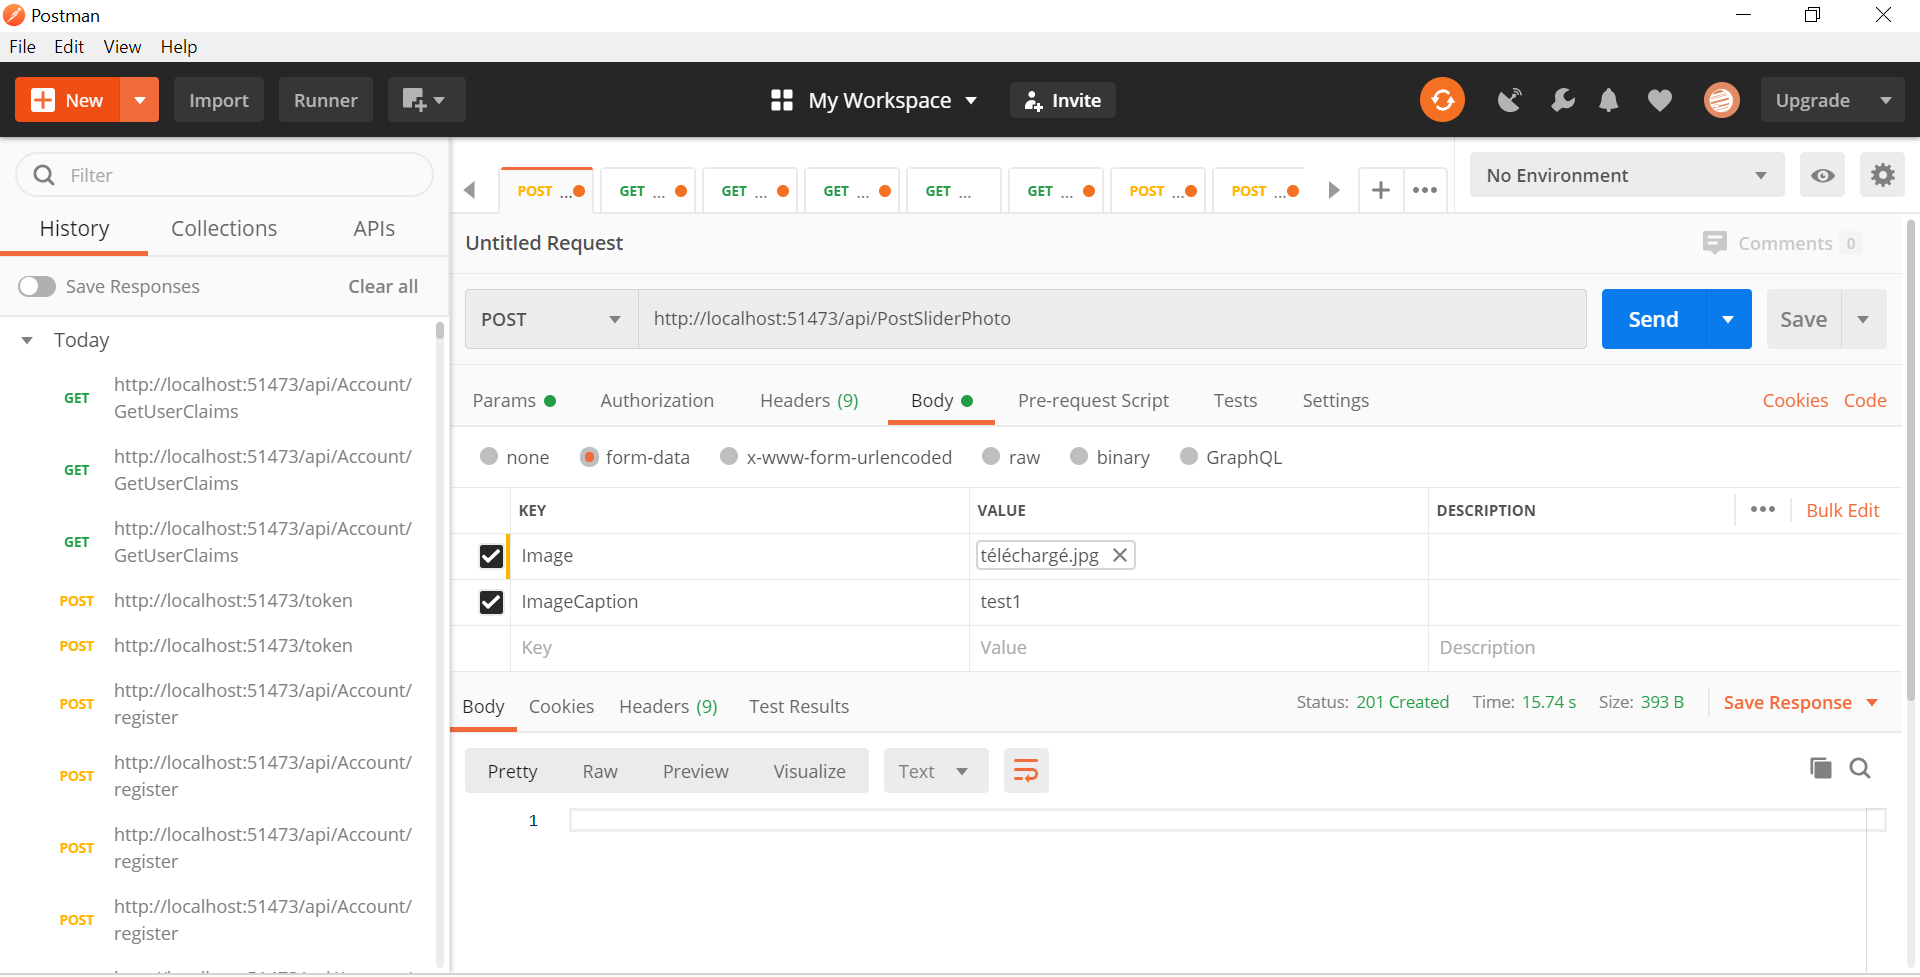 Postman
File Edit View Help
New Import Runner My Workspace Invite Upgrade
Filter
History Collections APIs
Save Responses Clear all
Today
GET http://localhost:51473/api/Account/
GetUserClaims
GET http://localhost:51473/api/Account/
GetUserClaims
GET http://localhost:51473/api/Account/
GetUserClaims
POST http://localhost:51473/token
POST http://localhost:51473/token
POST http://localhost:51473/api/Account/
register
POST http://localhost:51473/api/Account/
register
POST http://localhost:51473/api/Account/
register
POST http://localhost:51473/api/Account/
register
POST ... GET ... GET ... GET ... GET ... GET ... POST ... POST ...
No Environment
Untitled Request Comments 0
POST http://localhost:51473/api/PostSliderPhoto Send Save
Params Authorization Headers (9) Body Pre-request Script Tests Settings Cookies Code
none form-data x-www-form-urlencoded raw binary GraphQL
KEY VALUE DESCRIPTION Bulk Edit
Image téléchargé.jpg
ImageCaption test1
Key Value Description
Body Cookies Headers (9) Test Results Status: 201 Created Time: 15.74 s Size: 393 B Save Response
Pretty Raw Preview Visualize Text
1